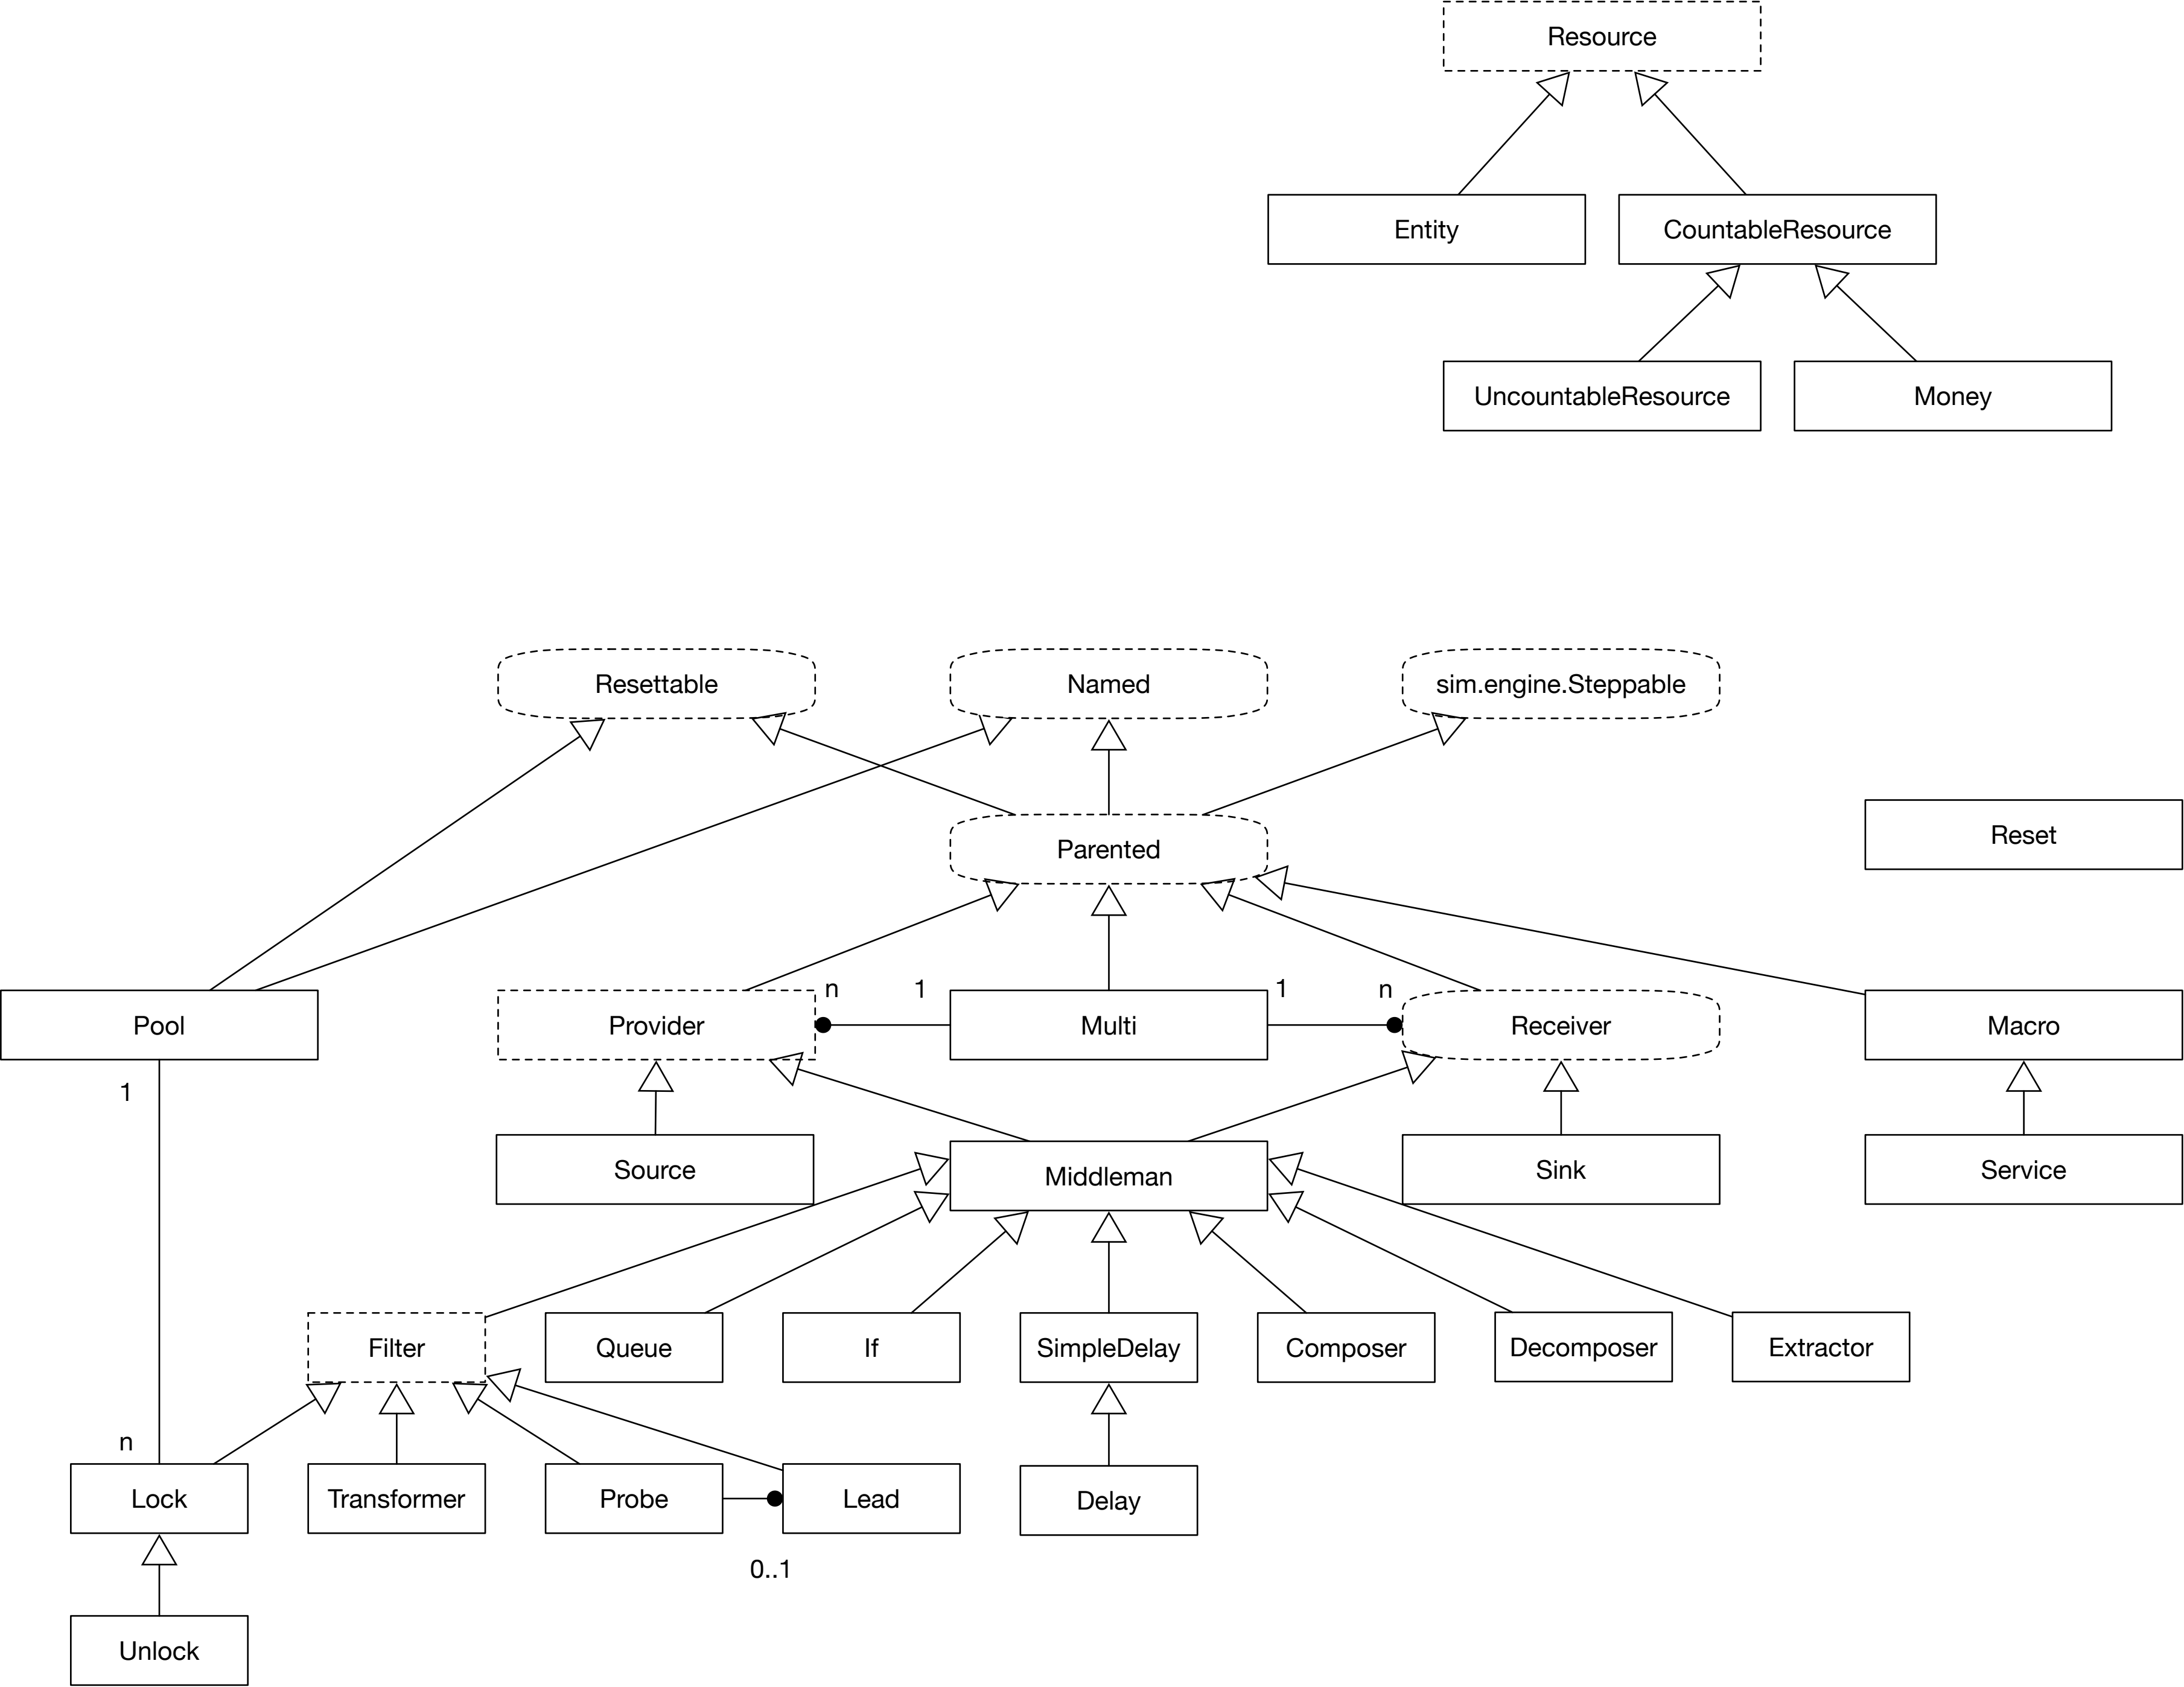 Resource
Entity
CountableResource
UncountableResource
Money
Resettable
Named
sim.engine.Steppable
Parented
Reset
n
1
1
n
Pool
Provider
Multi
Receiver
Macro
1
Source
Middleman
Sink
Service
Filter
Queue
If
SimpleDelay
Composer
Decomposer
Extractor
n
Lock
Transformer
Probe
Lead
Delay
0..1
Unlock